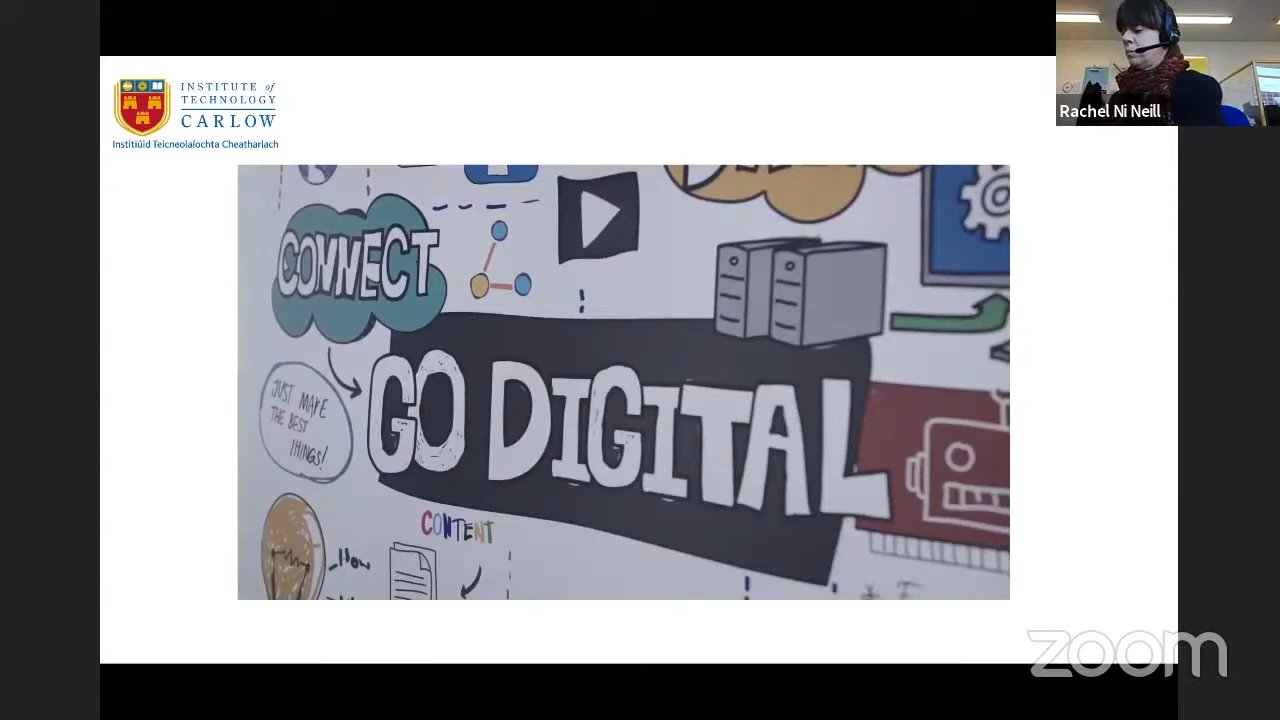 INSTITUTE of
TECHNOLOGY
CARLOW
Institiúid Teicneolaíochta Cheatharlach
Rachel Ni Neill
CONNECT
JUST MAKE
THE BEST
THINGS!
GO DIGITAL
CONTENT
zoom